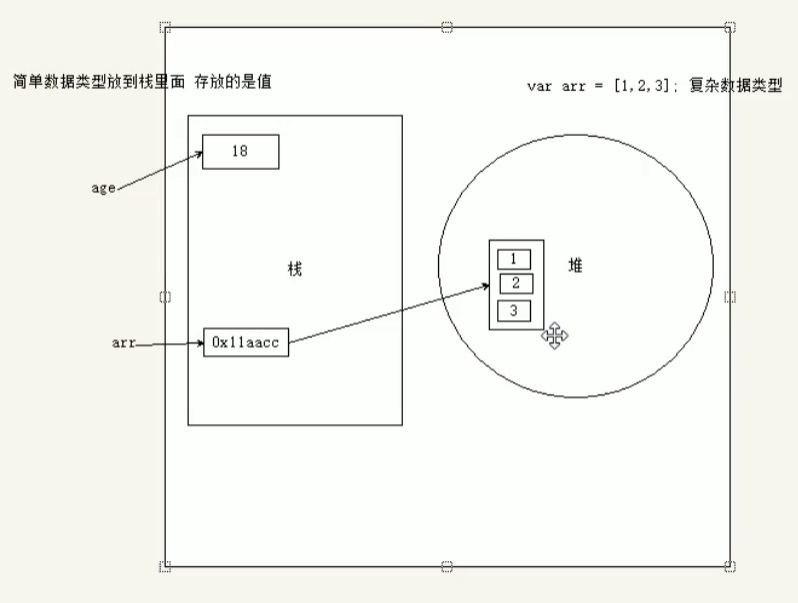 简单数据类型放到栈里面 存放的是值
var arr = [1,2,3]; 复杂数据类型
18
age
栈
堆
1
2
3
arr
0x11aacc